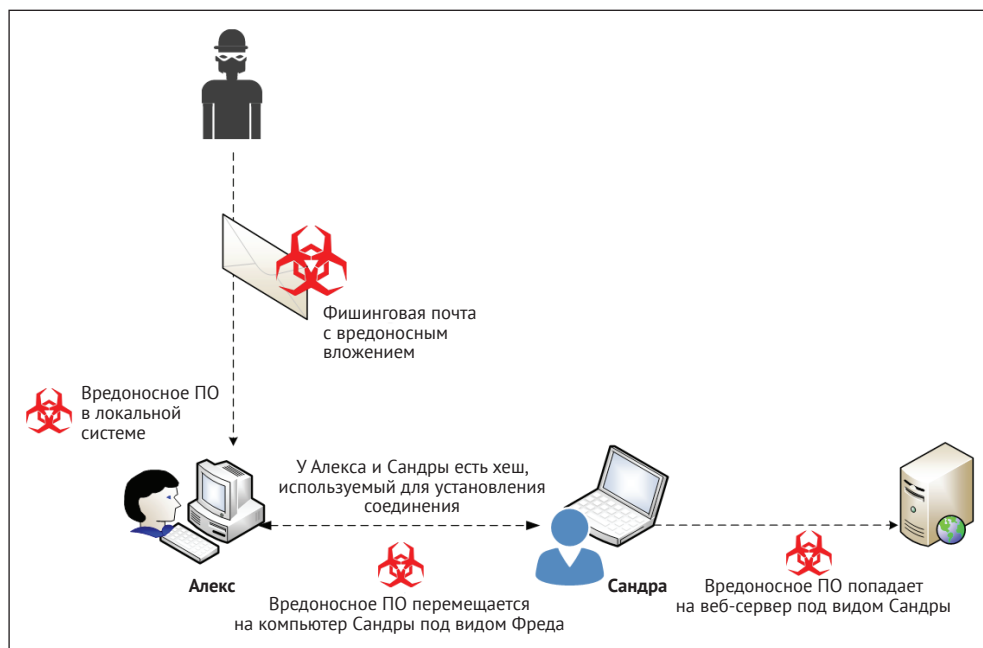 Фишинговая почта
с вредоносным
вложением
Вредоносное ПО
в локальной
системе
У Алекса и Сандры есть хеш,
используемый для установления
соединения
Алекс
Сандра
Вредоносное ПО перемещается
на компьютер Сандры под видом Фреда
Вредоносное ПО попадает
на веб-сервер под видом Сандры